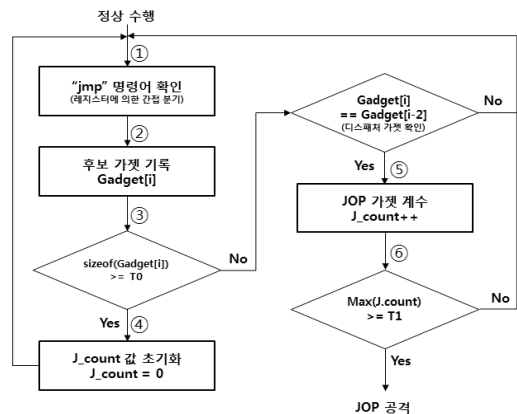 정상 수행
①
“jmp” 명령어 확인
(레지스터에 의한 간접 분기)
②
후보 가젯 기록
Gadget[i]
③
sizeof(Gadget[i])
>= T0
No
Yes
④
J_count 값 초기화
J_count = 0
Gadget[i]
== Gadget[i-2]
(디스패처 가젯 확인)
No
Yes
⑤
JOP 가젯 계수
J_count++
⑥
Max(J.count)
>= T1
No
Yes
JOP 공격